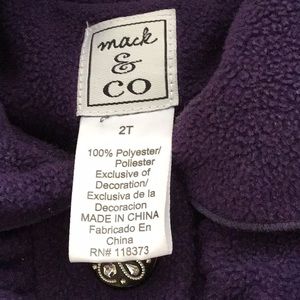 mack
&
CO
2T
100% Polyester/
Poliester
Exclusive of
Decoration/
Exclusiva de la
Decoracion
MADE IN CHINA
Fabricado En
China
RN# 118373